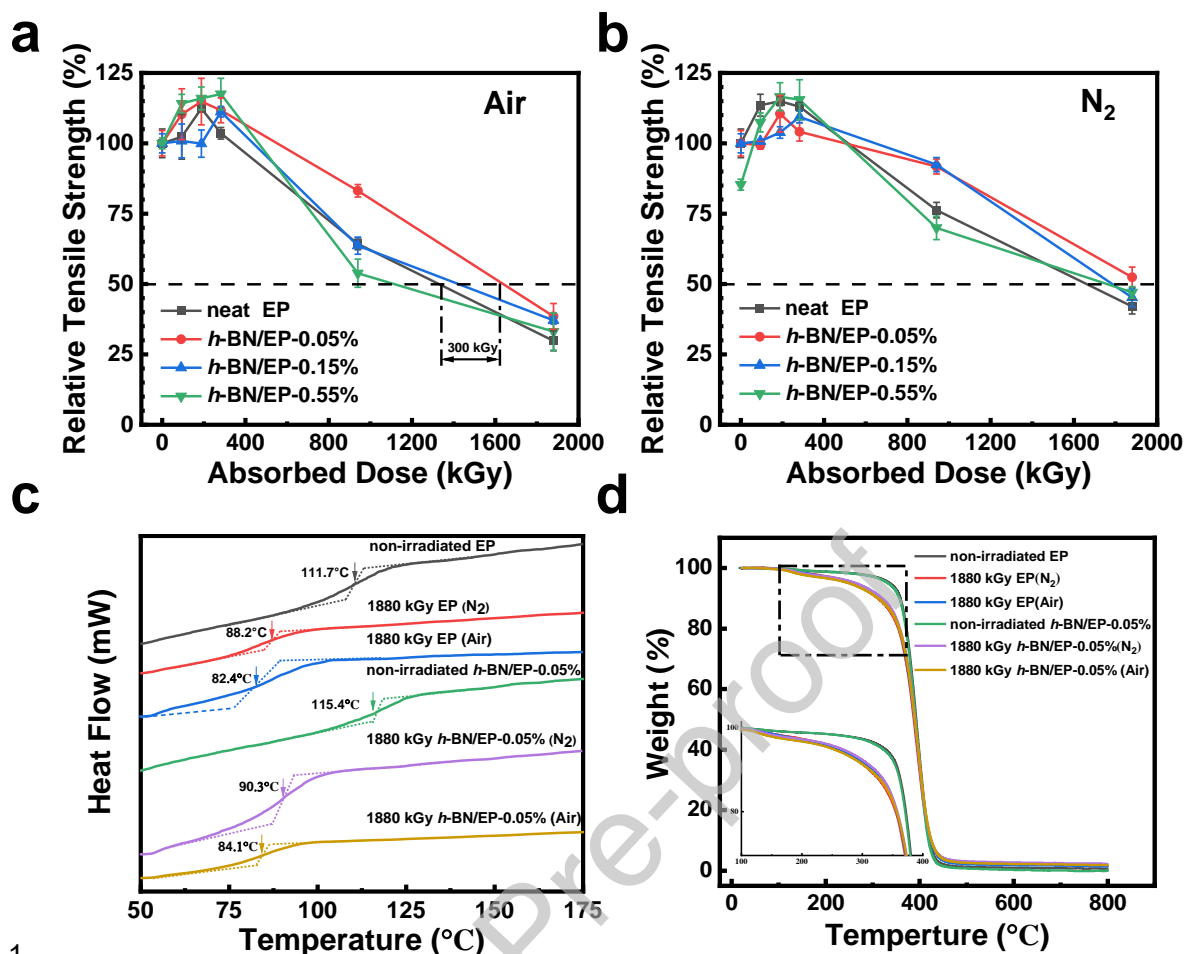 a
Relative Tensile Strength (%)
125
100
75
50
25
0
Air
neat EP
h-BN/EP-0.05%
h-BN/EP-0.15%
h-BN/EP-0.55%
300 kGy
0 400 800 1200 1600 2000
Absorbed Dose (kGy)
b
Relative Tensile Strength (%)
125
100
75
50
25
0
N2
neat EP
h-BN/EP-0.05%
h-BN/EP-0.15%
h-BN/EP-0.55%
0 400 800 1200 1600 2000
Absorbed Dose (kGy)
c
Heat Flow (mW)
non-irradiated EP
111.7°C
1880 kGy EP (N2)
88.2°C
1880 kGy EP (Air)
82.4°C
non-irradiated h-BN/EP-0.05%
115.4°C
1880 kGy h-BN/EP-0.05% (N2)
90.3°C
1880 kGy h-BN/EP-0.05% (Air)
84.1°C
50 75 100 125 150 175
Temperature (°C)
d
Weight (%)
100
80
60
40
20
0
non-irradiated EP
1880 kGy EP(N2)
1880 kGy EP(Air)
non-irradiated h-BN/EP-0.05%
1880 kGy h-BN/EP-0.05%(N2)
1880 kGy h-BN/EP-0.05% (Air)
100
80
100 200 300 400
0 200 400 600 800
Temperture (°C)
Pre-proof
1